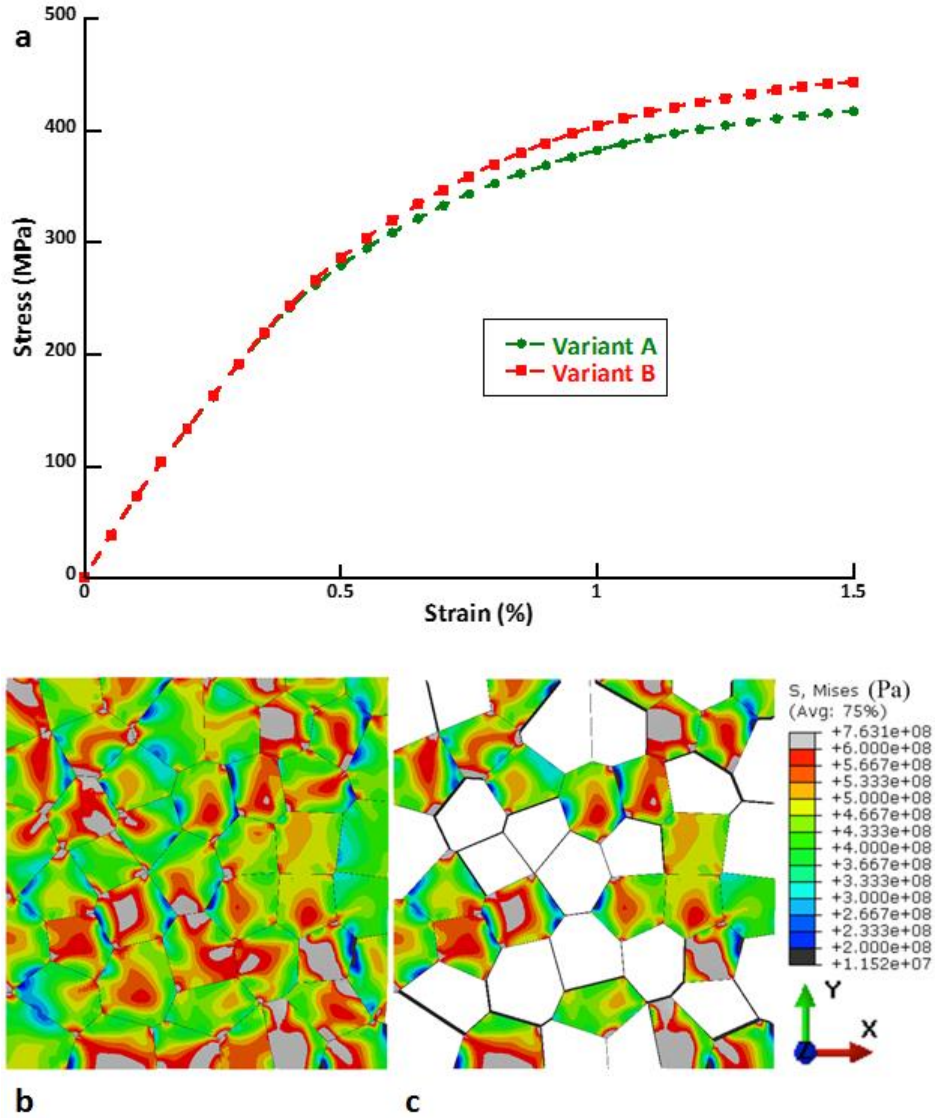 a
500
400
300
200
100
0
Stress (MPa)
0
0.5
1
1.5
Strain (%)
Variant A
Variant B
S, Mises (Pa)
(Avg: 75%)
+7.631e+08
+6.000e+08
+5.667e+08
+5.333e+08
+5.000e+08
+4.667e+08
+4.333e+08
+4.000e+08
+3.667e+08
+3.333e+08
+3.000e+08
+2.667e+08
+2.333e+08
+2.000e+08
+1.152e+07
Y
X
Z
b
c